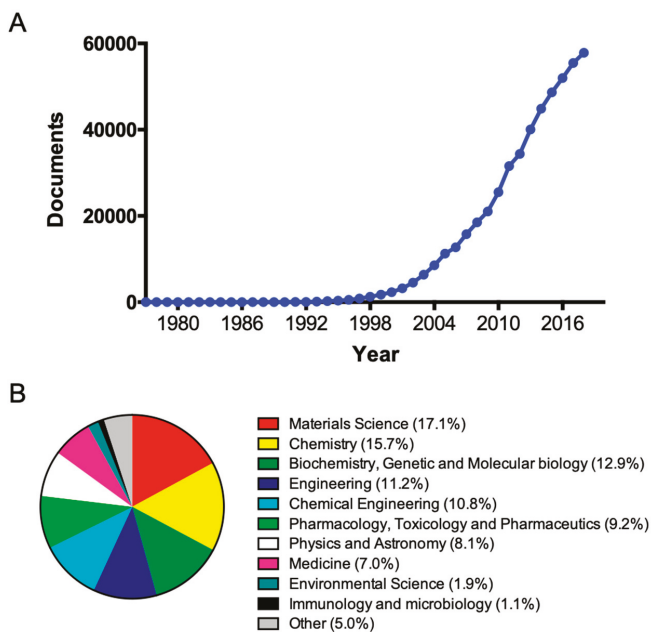 A
60000
40000
20000
0
Documents
1980 1986 1992 1998 2004 2010 2016
Year
B
Materials Science (17.1%)
Chemistry (15.7%)
Biochemistry, Genetic and Molecular biology (12.9%)
Engineering (11.2%)
Chemical Engineering (10.8%)
Pharmacology, Toxicology and Pharmaceutics (9.2%)
Physics and Astronomy (8.1%)
Medicine (7.0%)
Environmental Science (1.9%)
Immunology and microbiology (1.1%)
Other (5.0%)